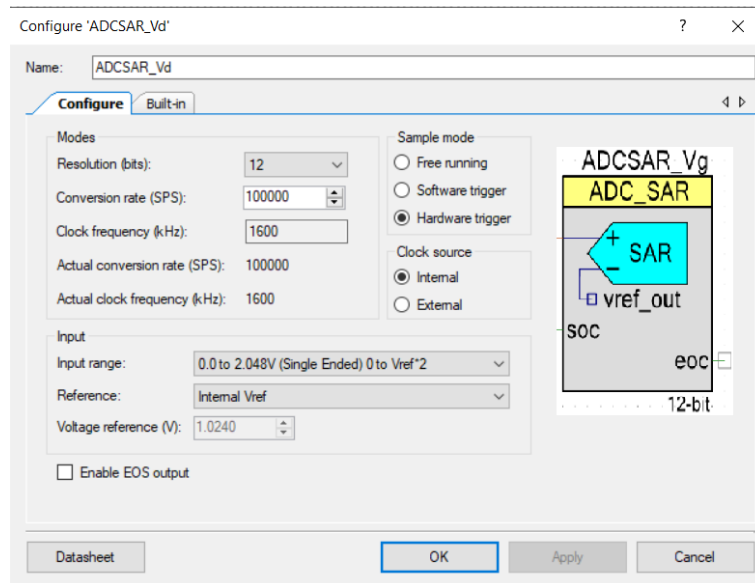 Configure 'ADCSAR_Vd'
?
Name: ADCSAR_Vd
Configure Built-in
Modes
Resolution (bits): 12
Conversion rate (SPS): 100000
Clock frequency (kHz): 1600
Actual conversion rate (SPS): 100000
Actual clock frequency (kHz): 1600
Sample mode
Free running
Software trigger
Hardware trigger
Clock source
Internal
External
ADCSAR_Vg
ADC_SAR
+
SAR
−
vref_out
soc
eoc
12-bit
Input
Input range: 0.0 to 2.048V (Single Ended) 0 to Vref*2
Reference: Internal Vref
Voltage reference (V): 1.0240
Enable EOS output
Datasheet OK Apply Cancel